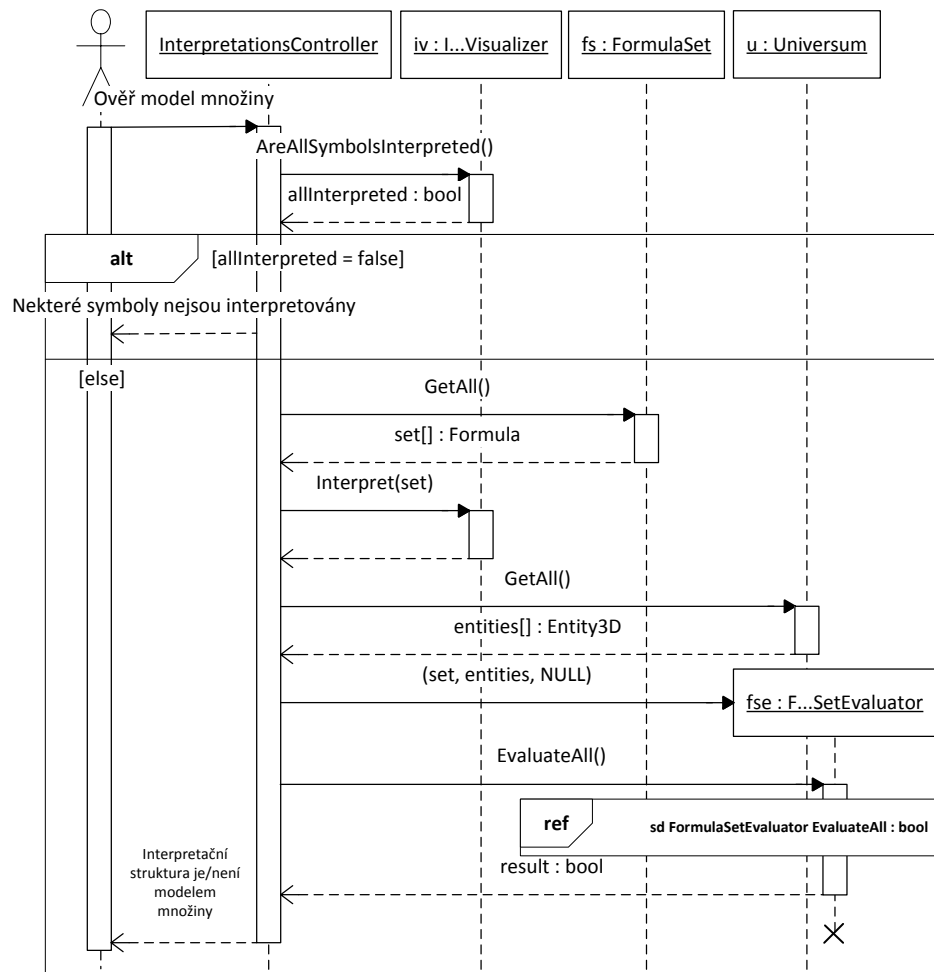 InterpretationsController
iv : I...Visualizer
fs : FormulaSet
u : Universum
Ověř model množiny
AreAllSymbolsInterpreted()
allInterpreted : bool
alt
[allInterpreted = false]
Nekteré symboly nejsou interpretovány
[else]
GetAll()
set[] : Formula
Interpret(set)
GetAll()
entities[] : Entity3D
(set, entities, NULL)
fse : F...SetEvaluator
EvaluateAll()
ref
sd FormulaSetEvaluator EvaluateAll : bool
result : bool
Interpretační
struktura je/není
modelem
množiny